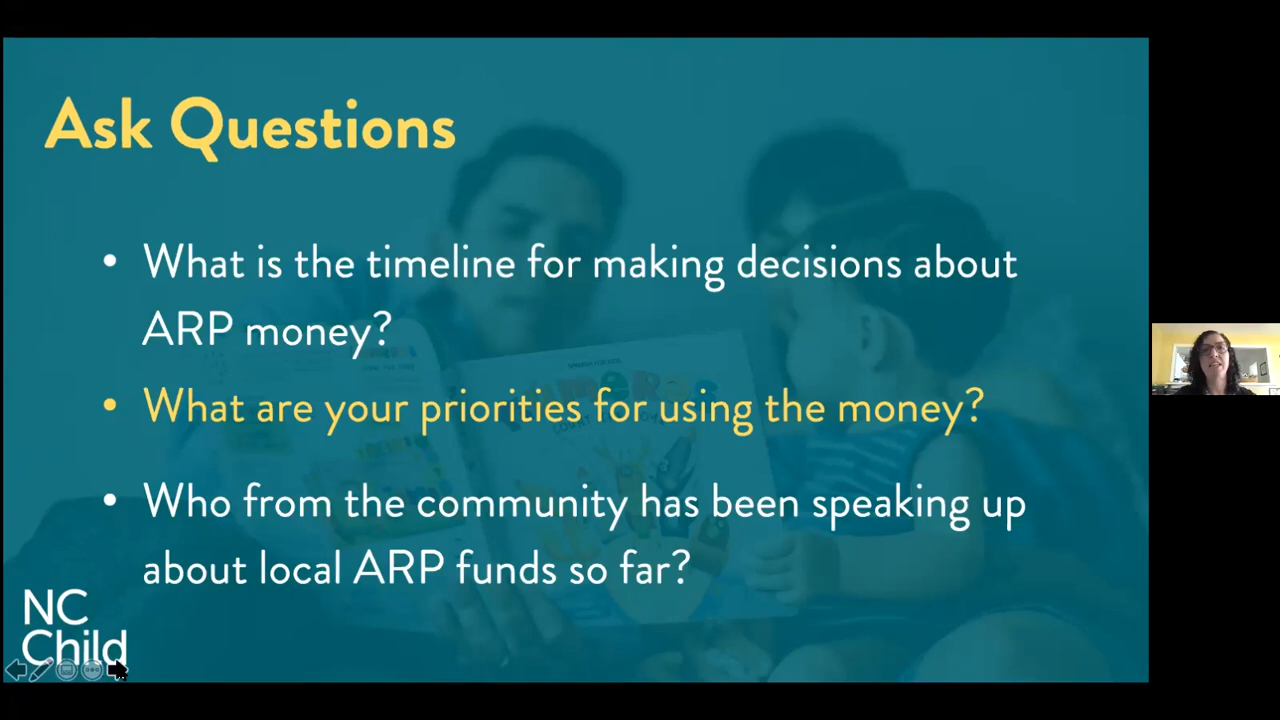 Ask Questions
• What is the timeline for making decisions about
ARP money?
• What are your priorities for using the money?
• Who from the community has been speaking up
about local ARP funds so far?
NC
Child